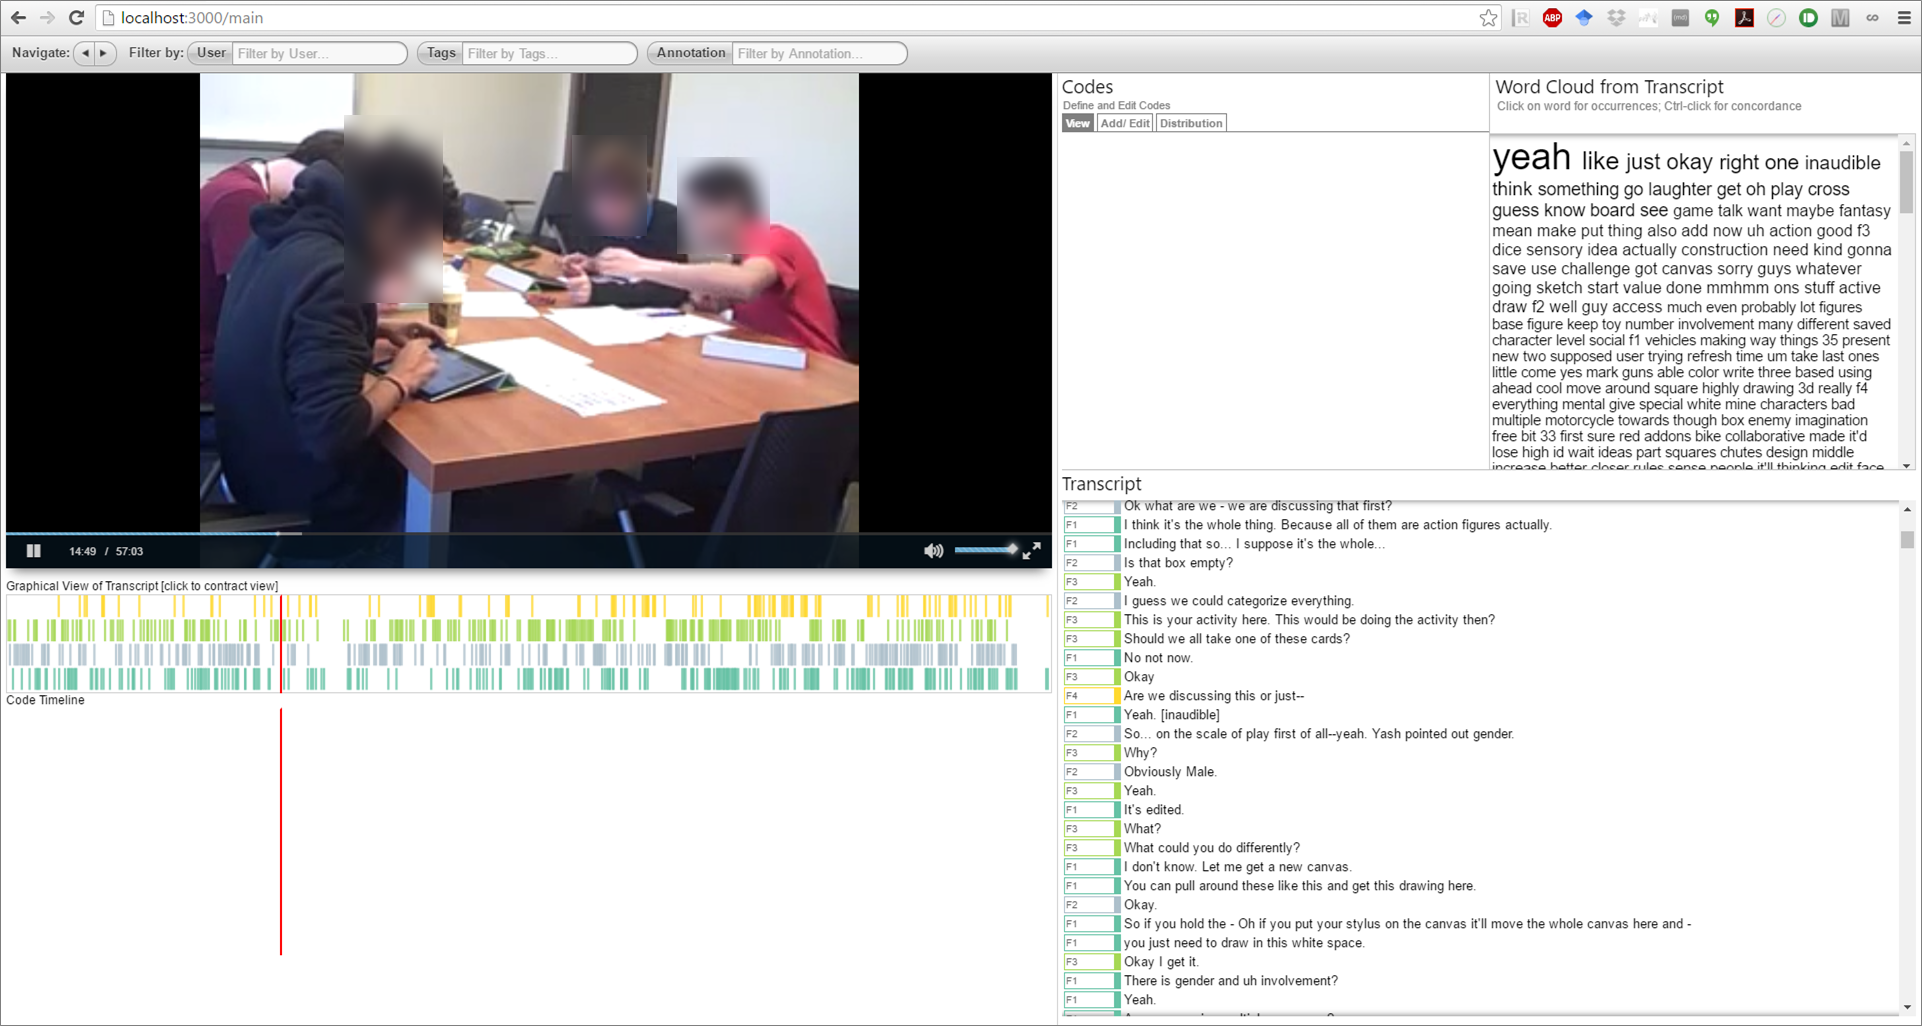 localhost:3000/main
Navigate: Filter by: User Filter by User... Tags Filter by Tags... Annotation Filter by Annotation...
14:49 / 57:03
Graphical View of Transcript [click to contract view]
Code Timeline
Codes
Define and Edit Codes
View Add/ Edit Distribution
Word Cloud from Transcript
Click on word for occurrences; Ctrl-click for concordance
yeah like just okay right one inaudible
think something go laughter get oh play cross
guess know board see game talk want maybe fantasy
mean make put thing also add now uh action good f3
dice sensory idea actually construction need kind gonna
save use challenge got canvas sorry guys whatever
going sketch start value done mmhmm ons stuff active
draw f2 well guy access much even probably lot figures
base figure keep toy number involvement many different saved
character level social f1 vehicles making way things 35 present
new two supposed user trying refresh time um take last ones
little come yes mark guns able color write three based using
ahead cool move around square highly drawing 3d really f4
everything mental give special white mine characters bad
multiple motorcycle towards though box enemy imagination
free bit 33 first sure red addons bike collaborative made it'd
lose high id wait ideas part squares chutes design middle
increase better closer rules sense people it'll thinking edit face
Transcript
F2 Ok what are we - we are discussing that first?
F1 I think it's the whole thing. Because all of them are action figures actually.
F1 Including that so... I suppose it's the whole...
F2 Is that box empty?
F3 Yeah.
F2 I guess we could categorize everything.
F3 This is your activity here. This would be doing the activity then?
F3 Should we all take one of these cards?
F1 No not now.
F3 Okay
F4 Are we discussing this or just--
F1 Yeah. [inaudible]
F2 So... on the scale of play first of all--yeah. Yash pointed out gender.
F3 Why?
F2 Obviously Male.
F3 Yeah.
F1 It's edited.
F3 What?
F3 What could you do differently?
F1 I don't know. Let me get a new canvas.
F1 You can pull around these like this and get this drawing here.
F2 Okay.
F1 So if you hold the - Oh if you put your stylus on the canvas it'll move the whole canvas here and -
F1 you just need to draw in this white space.
F3 Okay I get it.
F1 There is gender and uh involvement?
F1 Yeah.